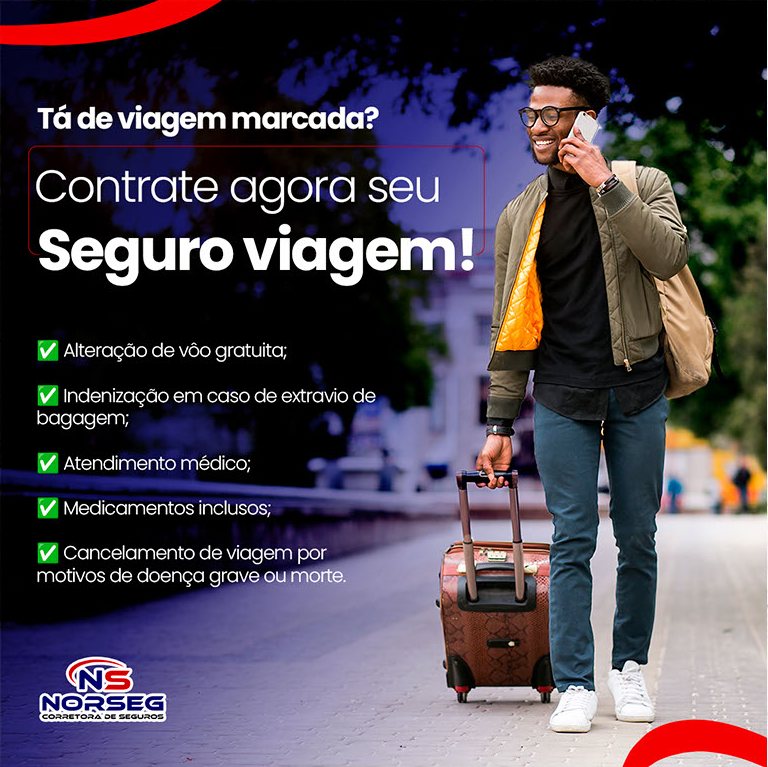 Tá de viagem marcada?
Contrate agora seu
Seguro viagem!
✅ Alteração de vôo gratuita;
✅ Indenização em caso de extravio de
bagagem;
✅ Atendimento médico;
✅ Medicamentos inclusos;
✅ Cancelamento de viagem por
motivos de doença grave ou morte.
NS
NORSEG
CORRETORA DE SEGUROS